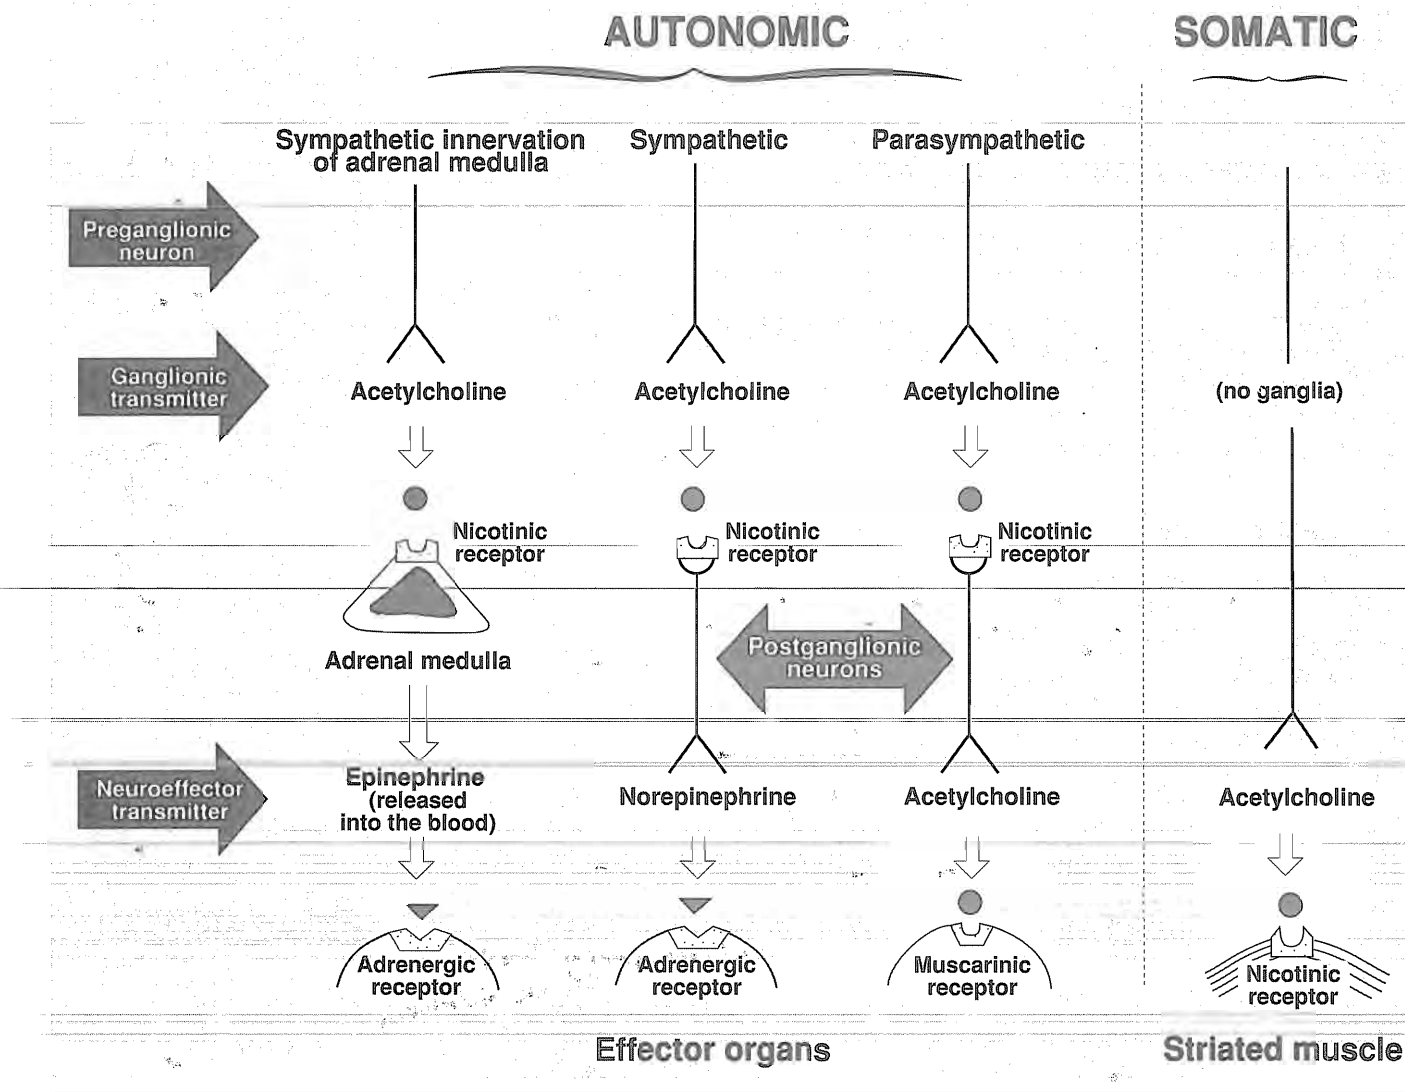 AUTONOMIC
SOMATIC
Sympathetic innervation
of adrenal medulla
Sympathetic
Parasympathetic
Preganglionic
neuron
Ganglionic
transmitter
Acetylcholine
Acetylcholine
Acetylcholine
(no ganglia)
Nicotinic
receptor
Nicotinic
receptor
Nicotinic
receptor
Adrenal medulla
Postganglionic
neurons
Neuroeffector
transmitter
Epinephrine
(released
into the blood)
Norepinephrine
Acetylcholine
Acetylcholine
Adrenergic
receptor
Adrenergic
receptor
Muscarinic
receptor
Nicotinic
receptor
Effector organs
Striated muscle